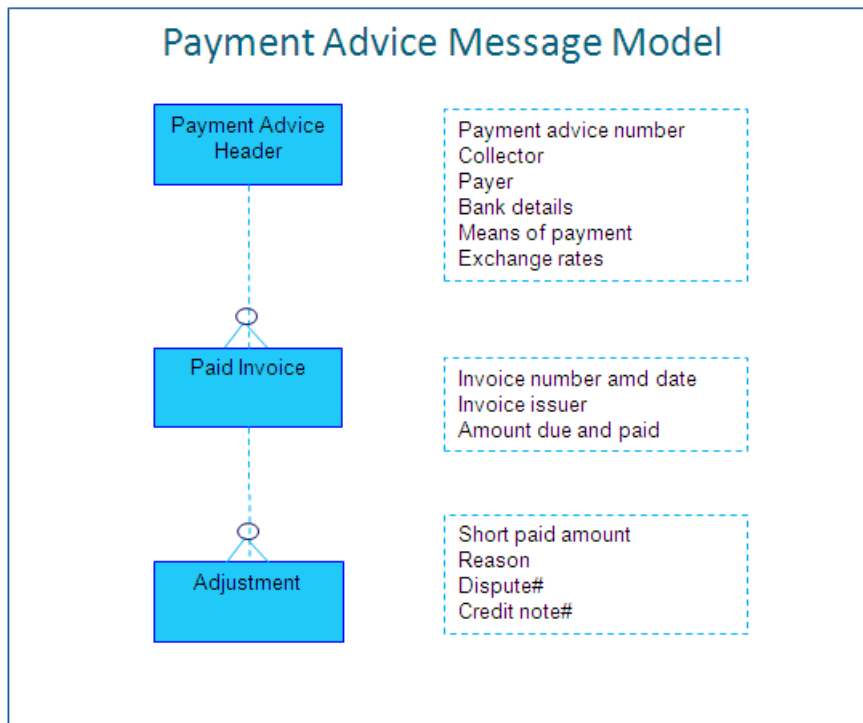 Payment Advice Message Model
Payment Advice
Header
Payment advice number
Collector
Payer
Bank details
Means of payment
Exchange rates
Paid Invoice
Invoice number amd date
Invoice issuer
Amount due and paid
Adjustment
Short paid amount
Reason
Dispute#
Credit note#